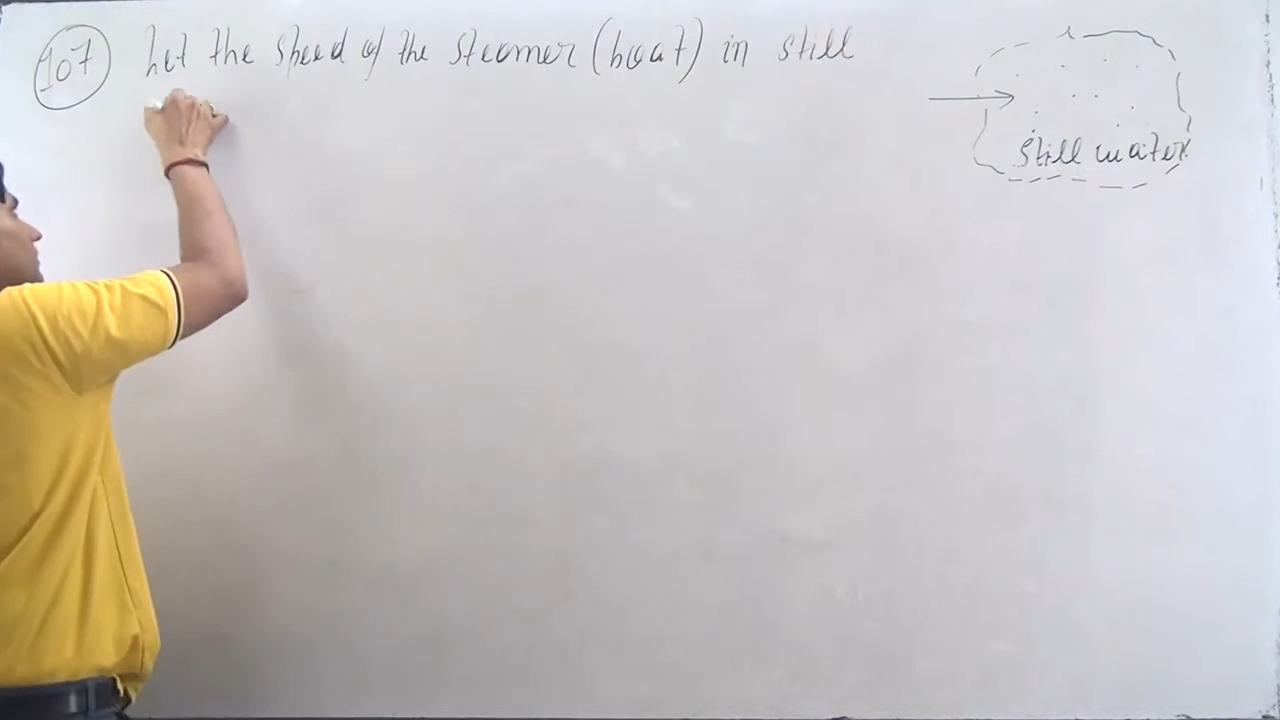 107 Let the speed of the steamer (boat) in still
still water